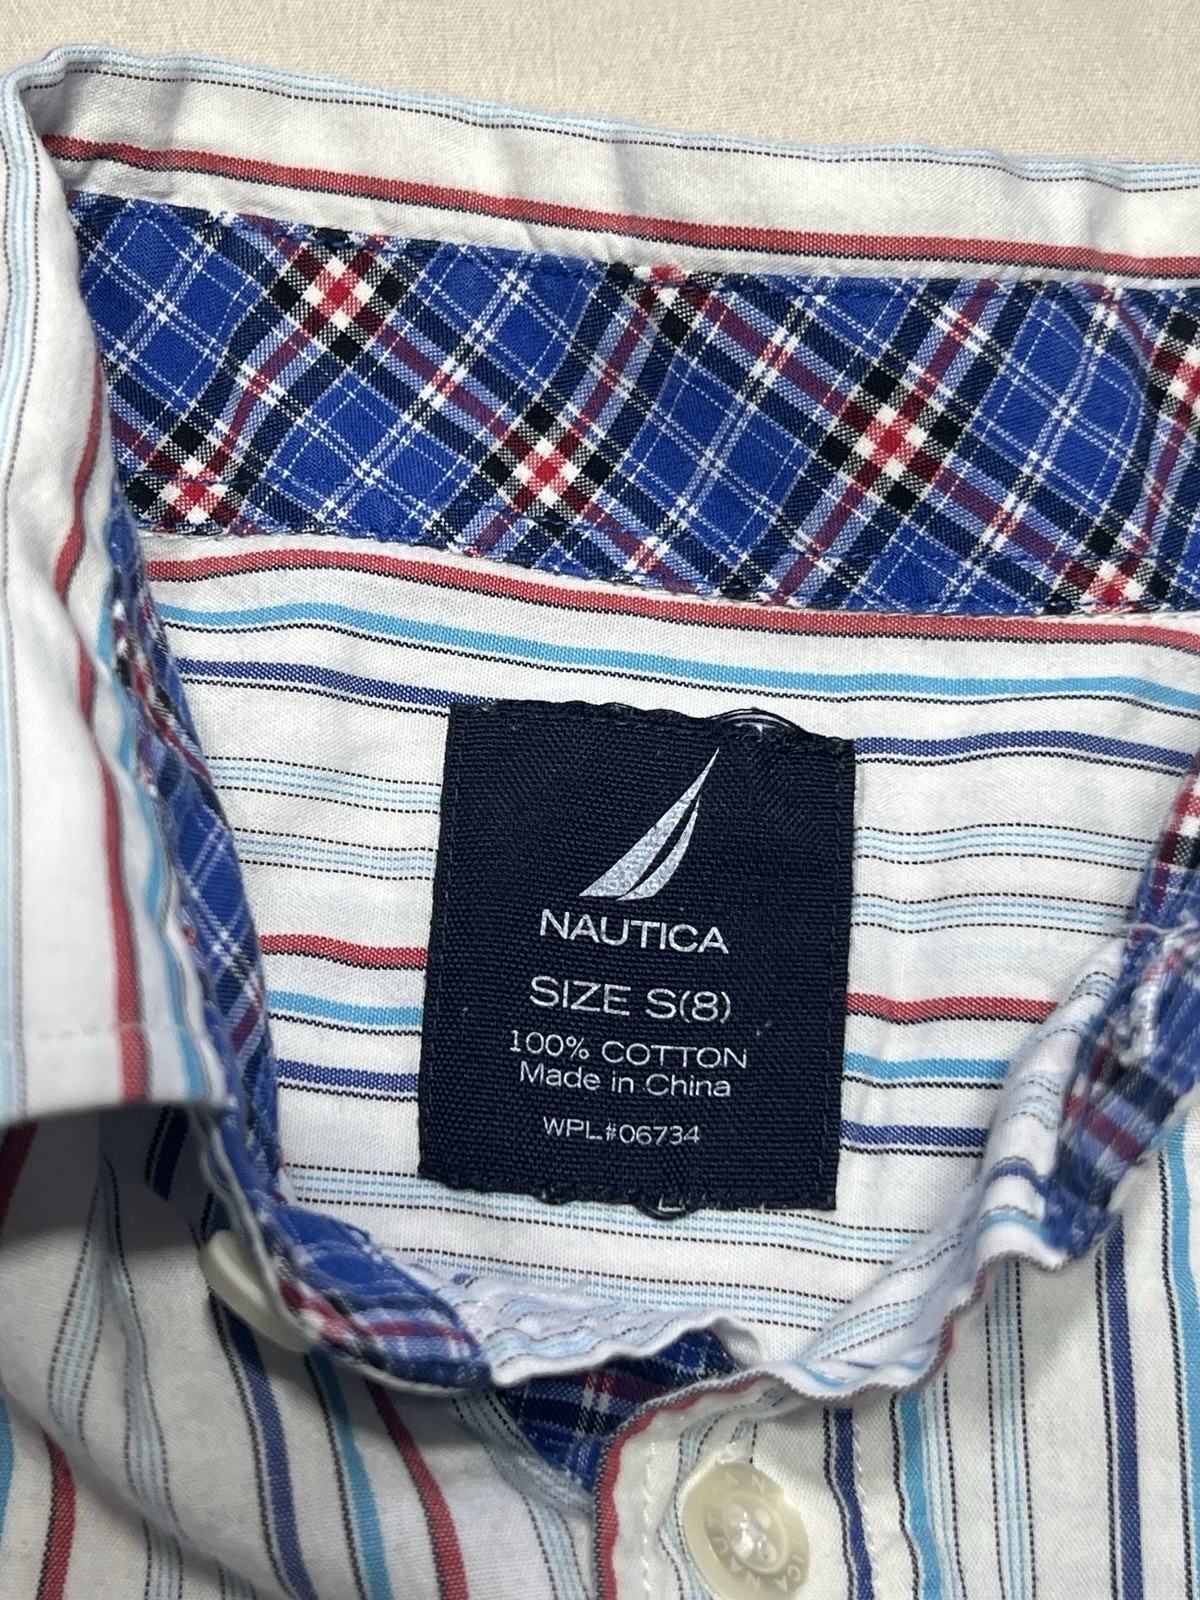 NAUTICA
SIZE S(8)
100% COTTON
Made in China
WPL#06734